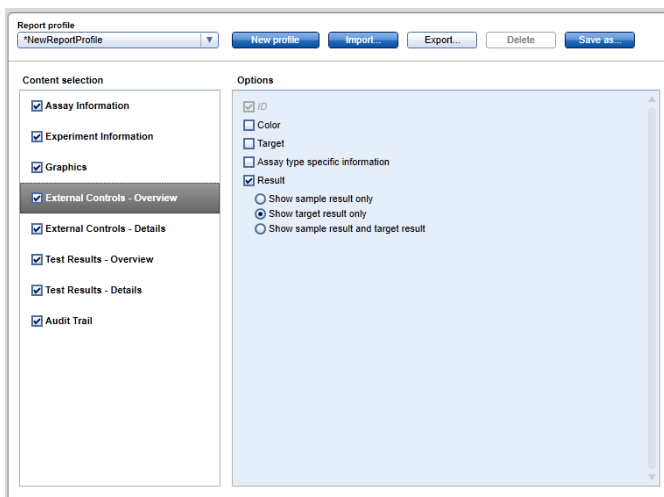 Report profile
*NewReportProfile
New profile
Import...
Export...
Delete
Save as...
Content selection
Options
Assay Information
Experiment Information
Graphics
External Controls - Overview
External Controls - Details
Test Results - Overview
Test Results - Details
Audit Trail
ID
Color
Target
Assay type specific information
Result
Show sample result only
Show target result only
Show sample result and target result